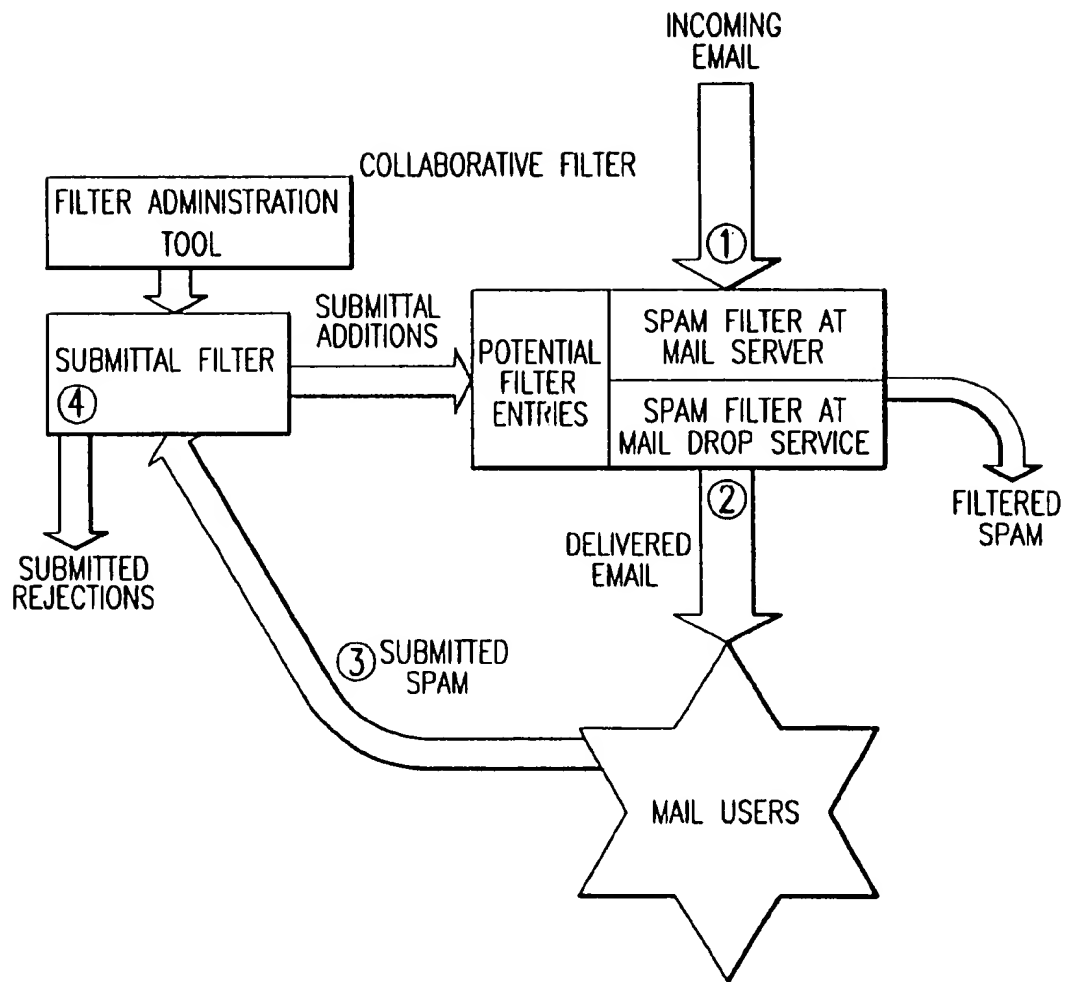 INCOMING
EMAIL
COLLABORATIVE FILTER
FILTER ADMINISTRATION
TOOL
1
SUBMITTAL
ADDITIONS
SUBMITTAL FILTER
4
POTENTIAL
FILTER
ENTRIES
SPAM FILTER AT
MAIL SERVER
SPAM FILTER AT
MAIL DROP SERVICE
2
FILTERED
SPAM
DELIVERED
EMAIL
SUBMITTED
REJECTIONS
3 SUBMITTED
SPAM
MAIL USERS